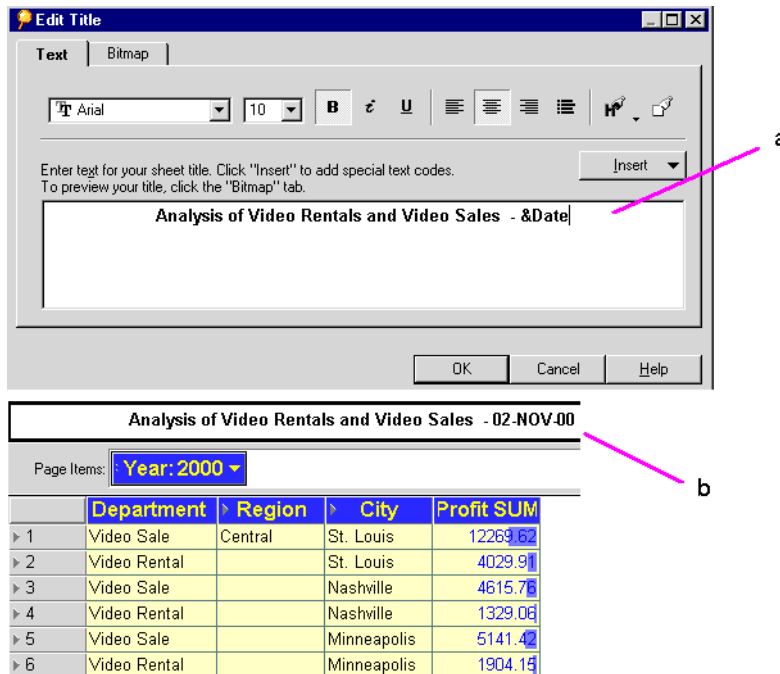 Edit Title
Text Bitmap
Arial 10 B i U
Insert
Enter text for your sheet title. Click "Insert" to add special text codes.
To preview your title, click the "Bitmap" tab.
a
Analysis of Video Rentals and Video Sales - &Date
OK Cancel Help
Analysis of Video Rentals and Video Sales - 02-NOV-00
Page Items: Year: 2000
b
Department Region City Profit SUM
1 Video Sale Central St. Louis 12269.62
2 Video Rental St. Louis 4029.91
3 Video Sale Nashville 4615.76
4 Video Rental Nashville 1329.06
5 Video Sale Minneapolis 5141.42
6 Video Rental Minneapolis 1904.15